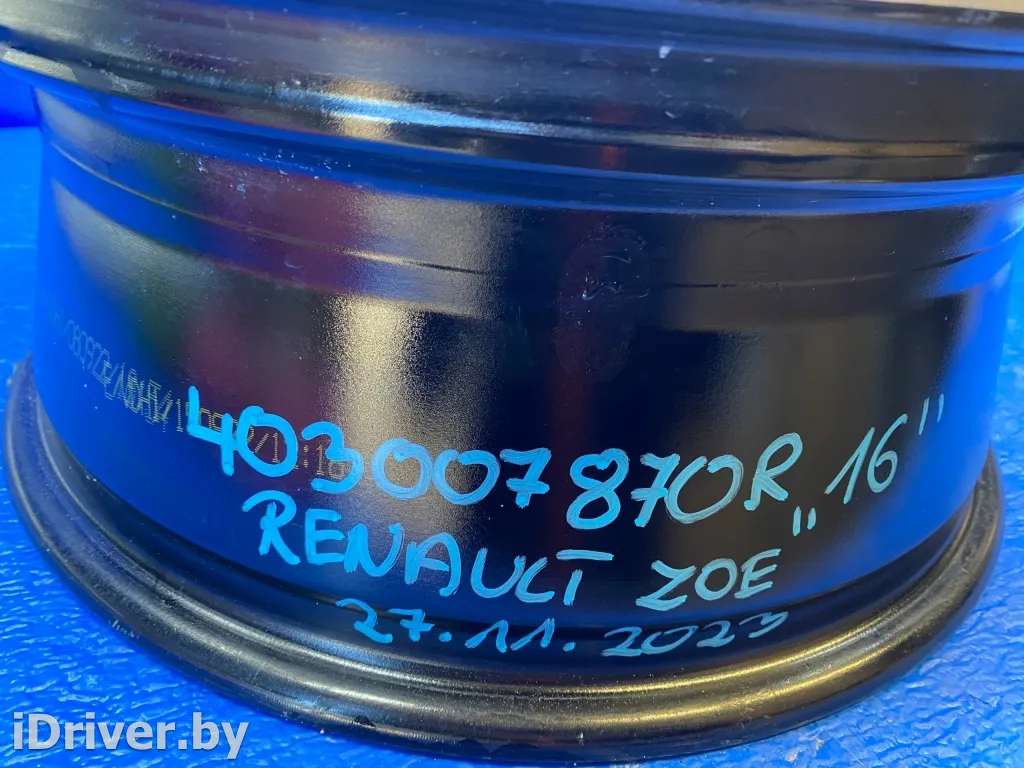 403007870R "16"
RENAULT ZOE
27.11.2023
iDriver.by